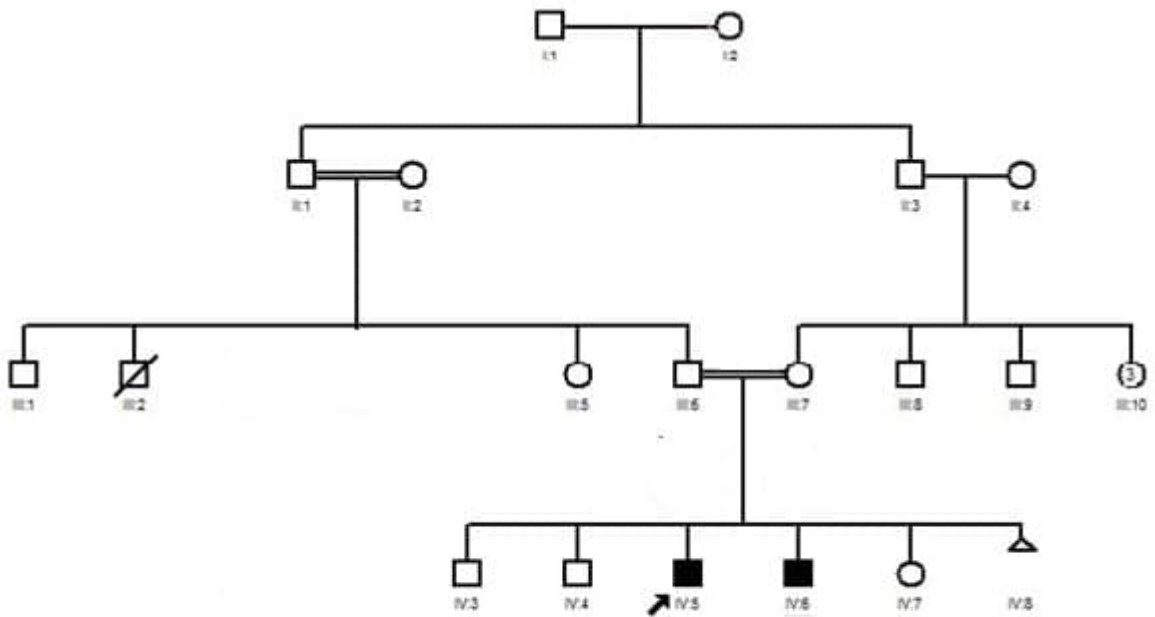 I:1 I:2
II:1 II:2 II:3 II:4
3
III:1 III:2 III:5 III:6 III:7 III:8 III:9 III:10
IV:3 IV:4 IV:5 IV:6 IV:7 IV:8